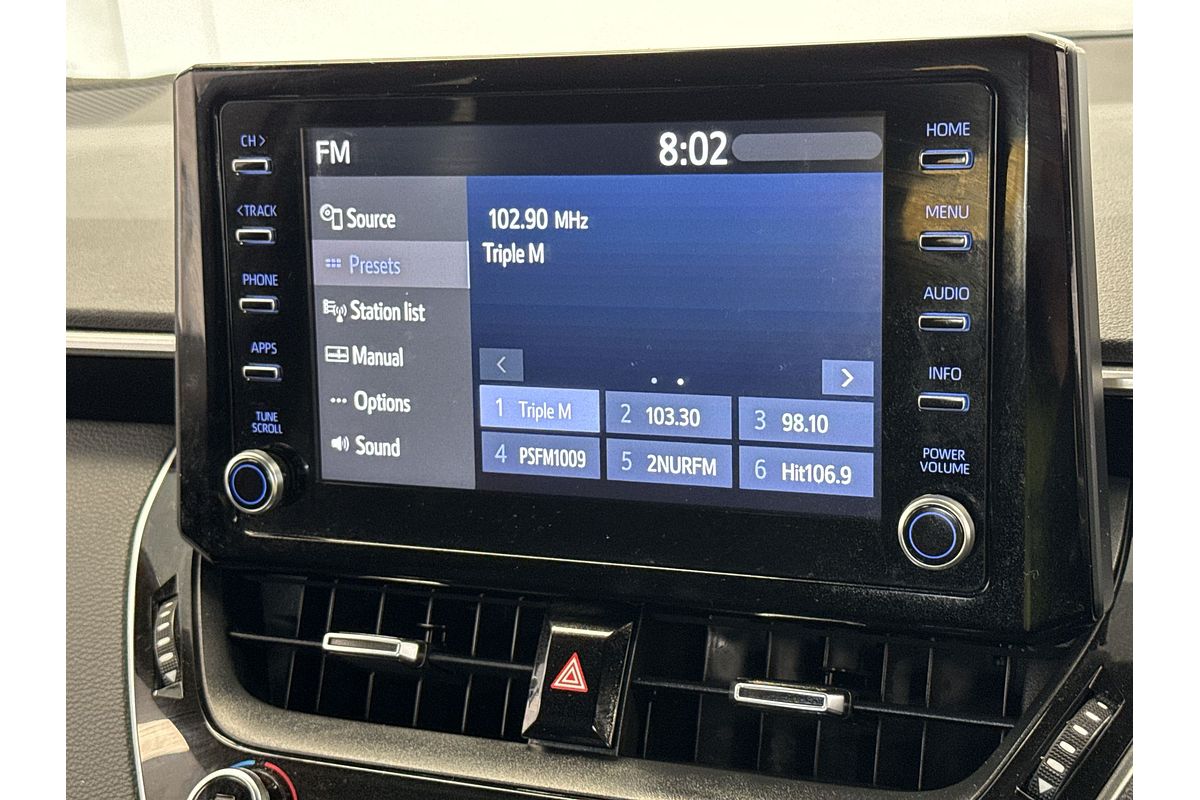 CH >
<TRACK
PHONE
APPS
TUNE
SCROLL
FM
8:02
Source
Presets
Station list
Manual
Options
Sound
102.90 MHz
Triple M
1 Triple M
2 103.30
3 98.10
4 PSFM1009
5 2NURFM
6 Hit106.9
HOME
MENU
AUDIO
INFO
POWER
VOLUME